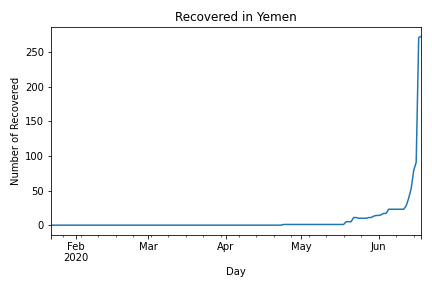 Recovered in Yemen
Number of Recovered
250
200
150
100
50
0
Feb
2020
Mar
Apr
May
Jun
Day